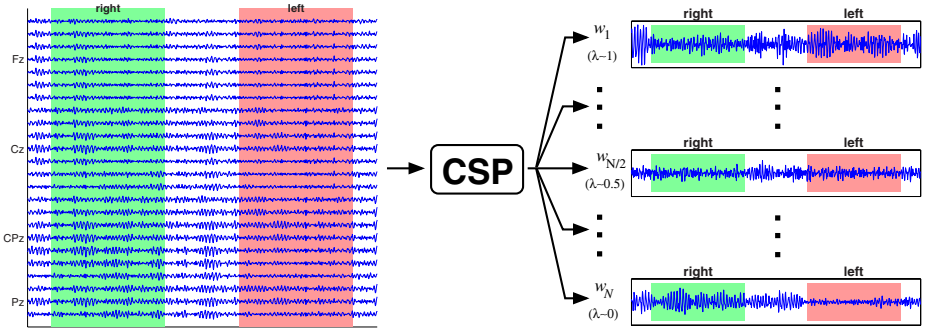 right left
Fz
Cz
CPz
Pz
CSP
w1
(λ~1)
right left
wN/2
(λ~0.5)
right left
wN
(λ~0)
right left